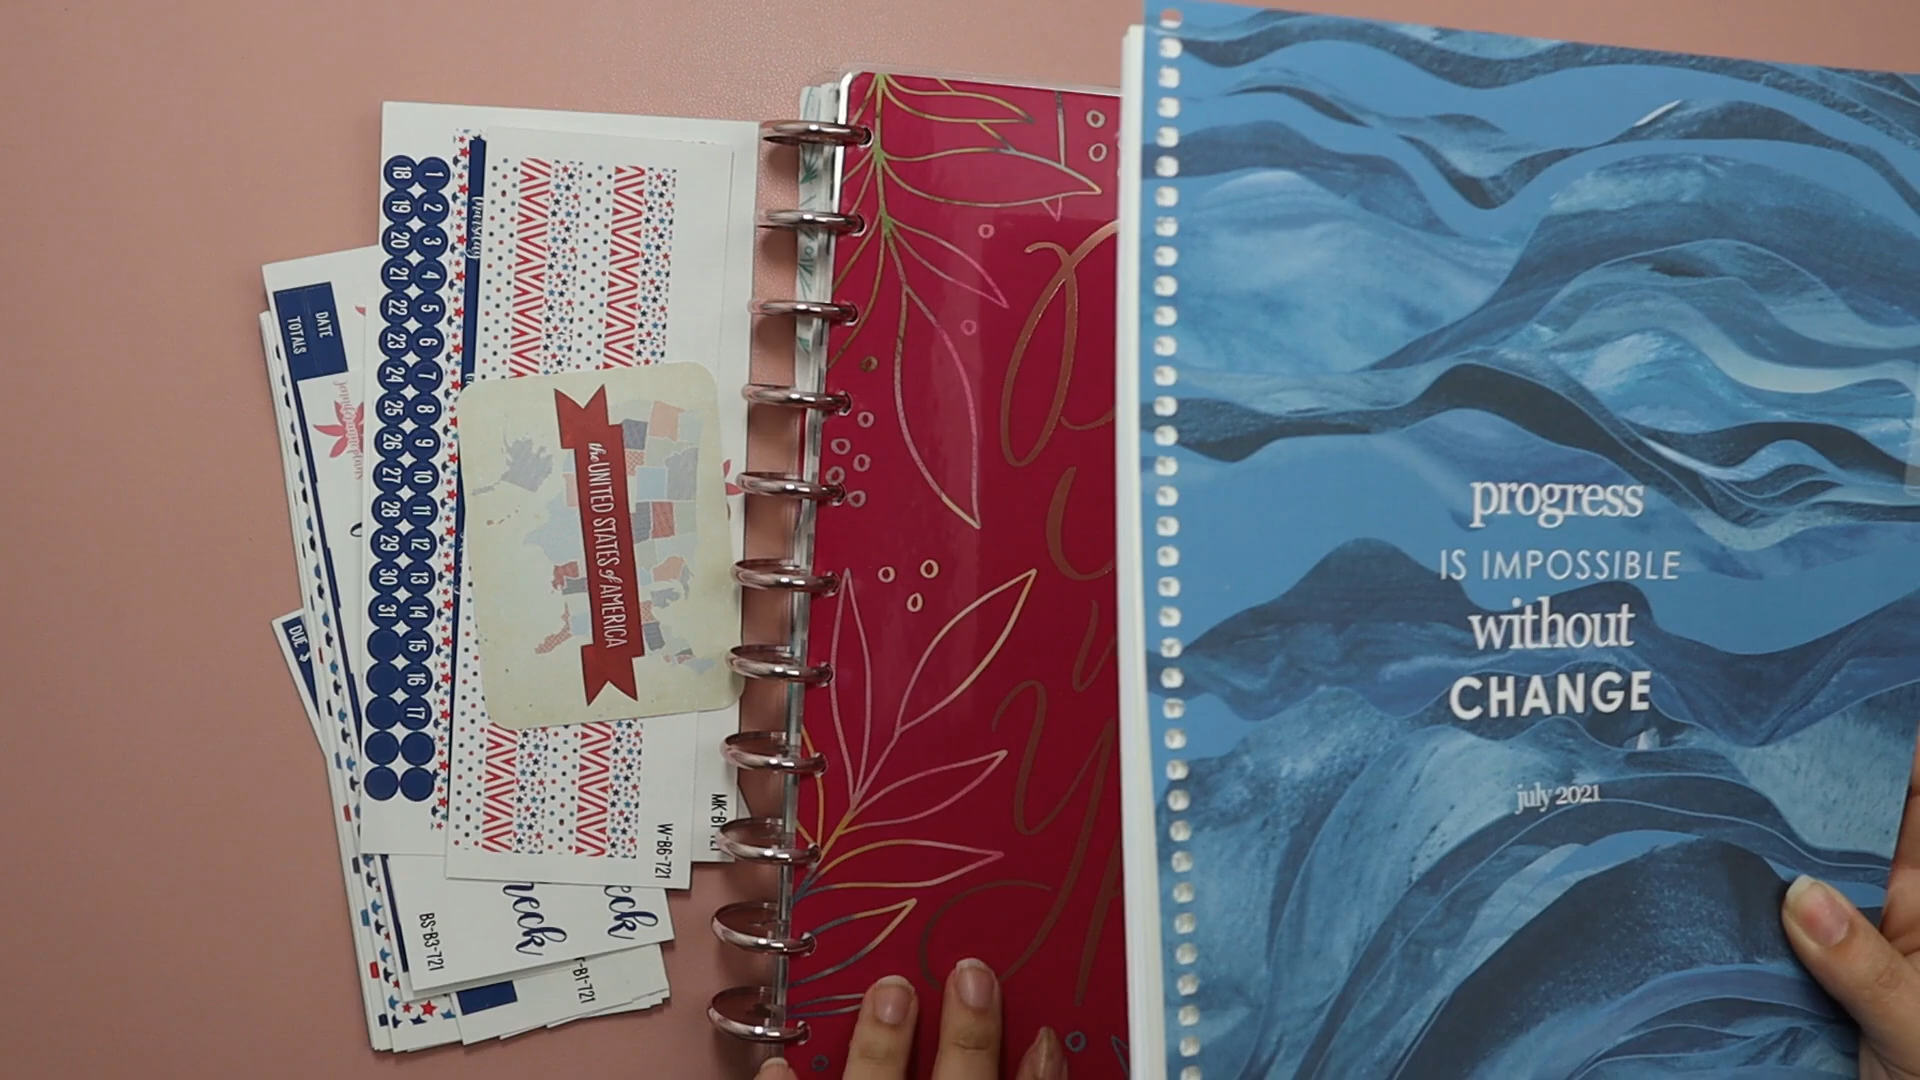 progress
IS IMPOSSIBLE
without
CHANGE
july 2021
the UNITED STATES of AMERICA
DATE
TOTALS
DUE $
1
2
3
4
5
6
7
8
9
10
11
12
13
14
15
16
17
18
19
20
21
22
23
24
25
26
27
28
29
30
31
W-B6-721
BS-B3-721